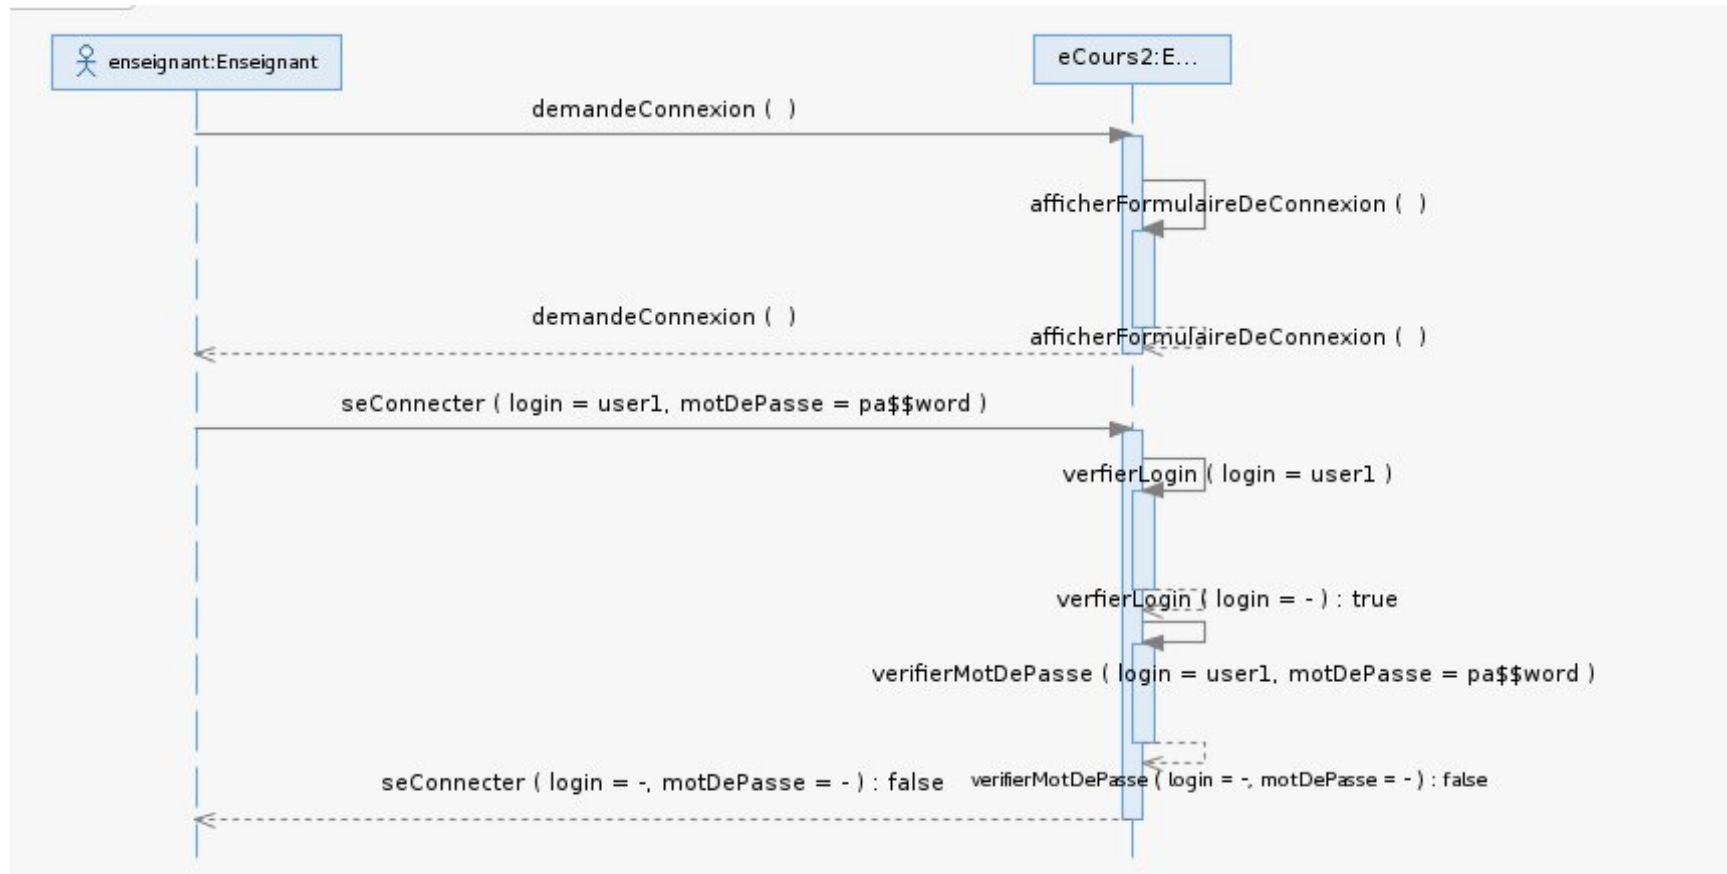 enseignant:Enseignant
eCours2:E...
demandeConnexion (  )
afficherFormulaireDeConnexion (  )
demandeConnexion (  )
afficherFormulaireDeConnexion (  )
seConnecter ( login = user1, motDePasse = pa$$word )
verfierLogin ( login = user1 )
verfierLogin ( login = - ) : true
verifierMotDePasse ( login = user1, motDePasse = pa$$word )
seConnecter ( login = -, motDePasse = - ) : false
verifierMotDePasse ( login = -, motDePasse = - ) : false